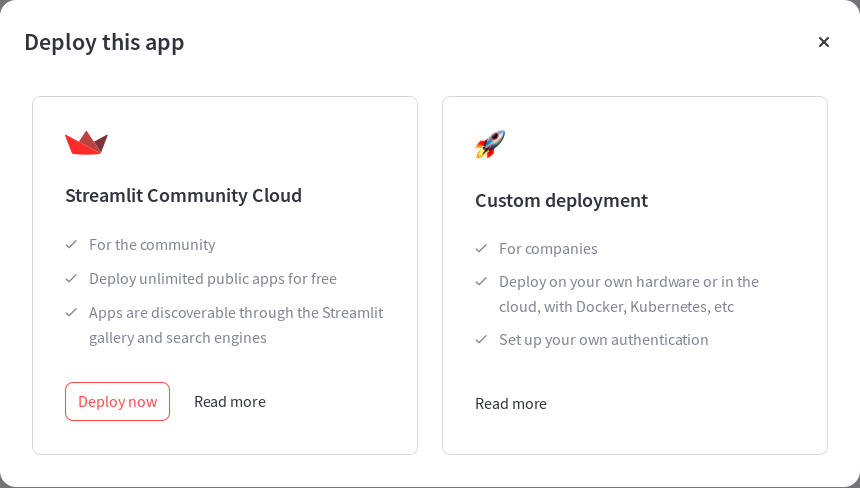 Deploy this app
Streamlit Community Cloud
For the community
Deploy unlimited public apps for free
Apps are discoverable through the Streamlit
gallery and search engines
Deploy now
Read more
Custom deployment
For companies
Deploy on your own hardware or in the
cloud, with Docker, Kubernetes, etc
Set up your own authentication
Read more